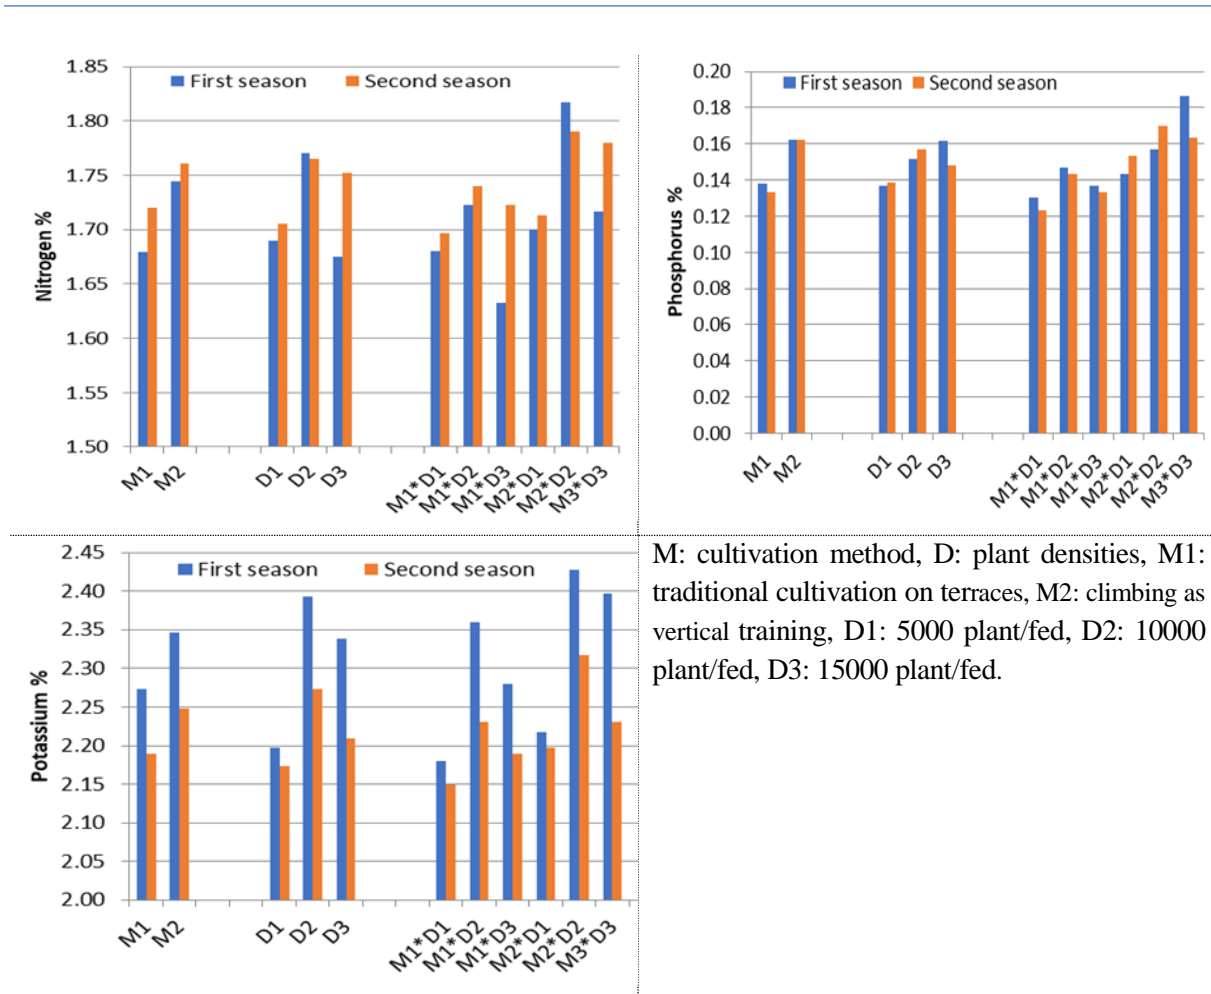 1.85
1.80
1.75
1.70
1.65
1.60
1.55
1.50
Nitrogen %
First season
Second season
M1
M2
D1
D2
D3
M1*D1
M1*D2
M1*D3
M2*D1
M2*D2
M3*D3
0.20
0.18
0.16
0.14
0.12
0.10
0.08
0.06
0.04
0.02
0.00
Phosphorus %
First season
Second season
M1
M2
D1
D2
D3
M1*D1
M1*D2
M1*D3
M2*D1
M2*D2
M3*D3
2.45
2.40
2.35
2.30
2.25
2.20
2.15
2.10
2.05
2.00
Potassium %
First season
Second season
M1
M2
D1
D2
D3
M1*D1
M1*D2
M1*D3
M2*D1
M2*D2
M3*D3
M: cultivation method, D: plant densities, M1:
traditional cultivation on terraces, M2: climbing as
vertical training, D1: 5000 plant/fed, D2: 10000
plant/fed, D3: 15000 plant/fed.